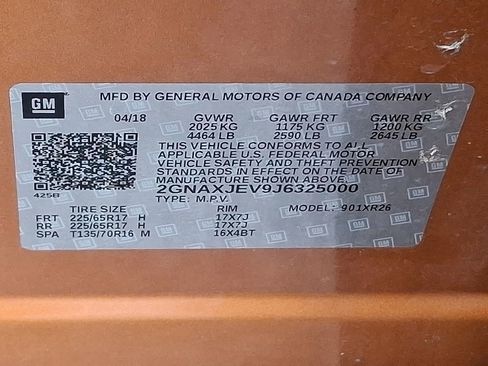 GM
MFD BY GENERAL MOTORS OF CANADA COMPANY
04/18 GVWR GAWR FRT GAWR RR
2025 KG 1175 KG 1200 KG
4464 LB 2590 LB 2645 LB
THIS VEHICLE CONFORMS TO ALL
APPLICABLE U.S. FEDERAL MOTOR
VEHICLE SAFETY AND THEFT PREVENTION
STANDARDS IN EFFECT ON THE DATE OF
MANUFACTURE SHOWN ABOVE.
425B 2GNAXJEV9J6325000
TYPE: M.P.V. MODEL: 901XR26
TIRE SIZE RIM
FRT 225/65R17 H 17X7J
RR 225/65R17 H 17X7J
SPA T135/70R16 M 16X4BT